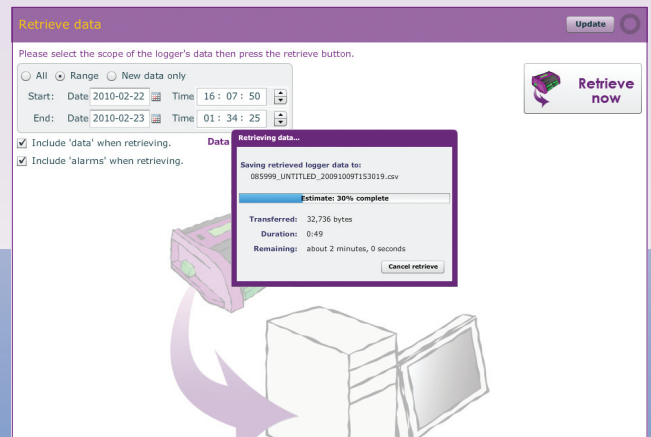 Retrieve data
Update
Please select the scope of the logger's data then press the retrieve button.
All Range New data only
Start: Date 2010-02-22 Time 16 : 07 : 50
End: Date 2010-02-23 Time 01 : 34 : 25
Retrieve
now
Include 'data' when retrieving.
Data
Include 'alarms' when retrieving.
Retrieving data...
Saving retrieved logger data to:
085999_UNTITLED_20091009T153019.csv
Estimate: 30% complete
Transferred: 32,736 bytes
Duration: 0:49
Remaining: about 2 minutes, 0 seconds
Cancel retrieve